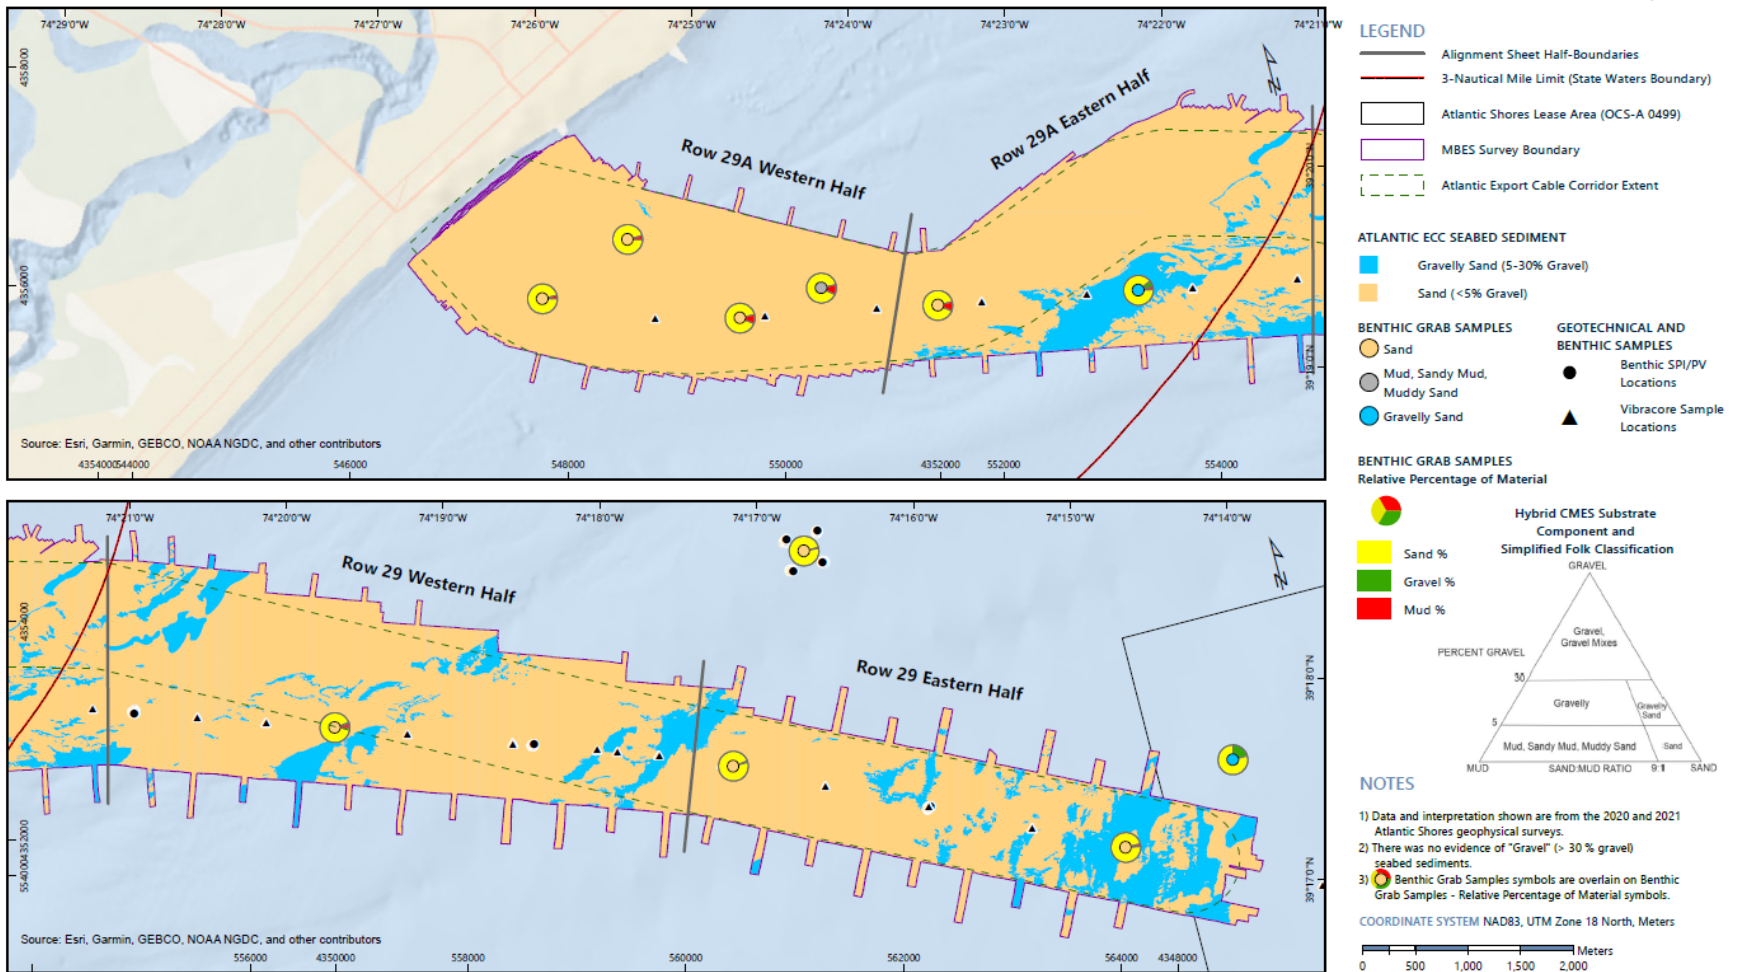 74°29'0"W
74°28'0"W
74°27'0"W
74°26'0"W
74°25'0"W
74°24'0"W
74°23'0"W
74°22'0"W
74°21'0"W
4358000
4356000
Row 29A Western Half
Row 29A Eastern Half
N
39°20'0"N
39°19'0"N
Source: Esri, Garmin, GEBCO, NOAA NGDC, and other contributors
4354000
544000
546000
548000
550000
4352000
552000
554000
74°21'0"W
74°20'0"W
74°19'0"W
74°18'0"W
74°17'0"W
74°16'0"W
74°15'0"W
74°14'0"W
4354000
4352000
554000
Row 29 Western Half
Row 29 Eastern Half
N
39°18'0"N
39°17'0"N
Source: Esri, Garmin, GEBCO, NOAA NGDC, and other contributors
556000
4350000
558000
560000
562000
564000
4348000
LEGEND
Alignment Sheet Half-Boundaries
3-Nautical Mile Limit (State Waters Boundary)
Atlantic Shores Lease Area (OCS-A 0499)
MBES Survey Boundary
Atlantic Export Cable Corridor Extent
ATLANTIC ECC SEABED SEDIMENT
Gravelly Sand (5-30% Gravel)
Sand (<5% Gravel)
BENTHIC GRAB SAMPLES
Sand
Mud, Sandy Mud,
Muddy Sand
Gravelly Sand
GEOTECHNICAL AND
BENTHIC SAMPLES
Benthic SPI/PV
Locations
Vibracore Sample
Locations
BENTHIC GRAB SAMPLES
Relative Percentage of Material
Sand %
Gravel %
Mud %
Hybrid CMES Substrate
Component and
Simplified Folk Classification
GRAVEL
Gravel,
Gravel Mixes
PERCENT GRAVEL
30
Gravelly
Gravelly
Sand
5
Mud, Sandy Mud, Muddy Sand
Sand
MUD
SAND:MUD RATIO
9:1
SAND
NOTES
1) Data and interpretation shown are from the 2020 and 2021
Atlantic Shores geophysical surveys.
2) There was no evidence of "Gravel" (> 30 % gravel)
seabed sediments.
3) Benthic Grab Samples symbols are overlain on Benthic
Grab Samples - Relative Percentage of Material symbols.
COORDINATE SYSTEM NAD83, UTM Zone 18 North, Meters
Meters
0 500 1,000 1,500 2,000